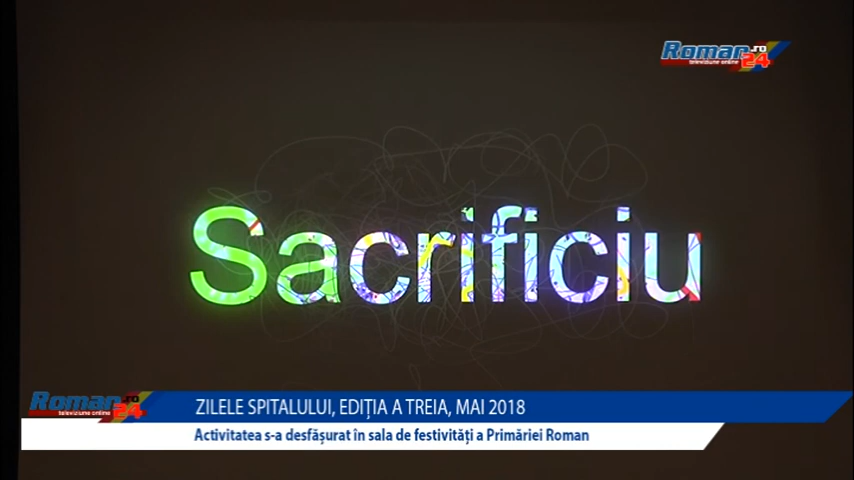 Roman.ro
televiziune online 24
Sacrificiu
Roman.ro
televiziune online 24
ZILELE SPITALULUI, EDIȚIA A TREIA, MAI 2018
Activitatea s-a desfășurat în sala de festivități a Primăriei Roman